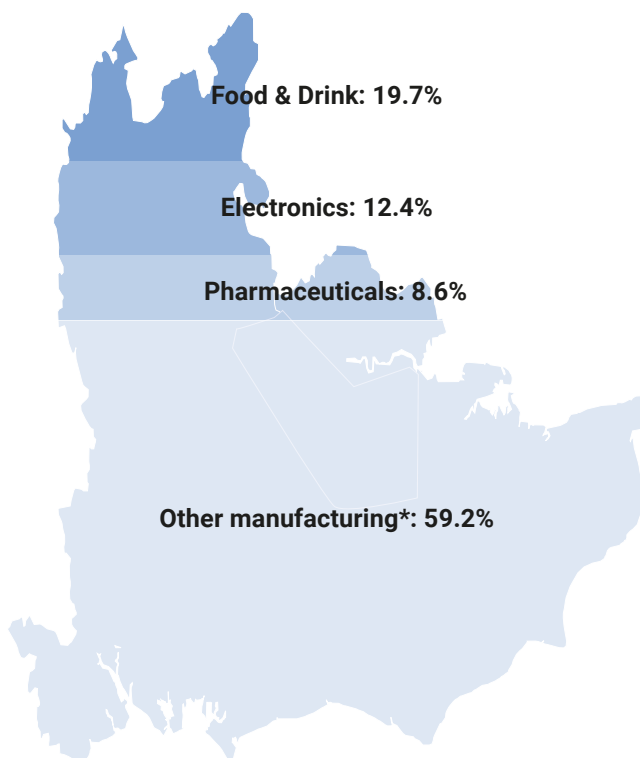 Food & Drink: 19.7%
Electronics: 12.4%
Pharmaceuticals: 8.6%
Other manufacturing*: 59.2%